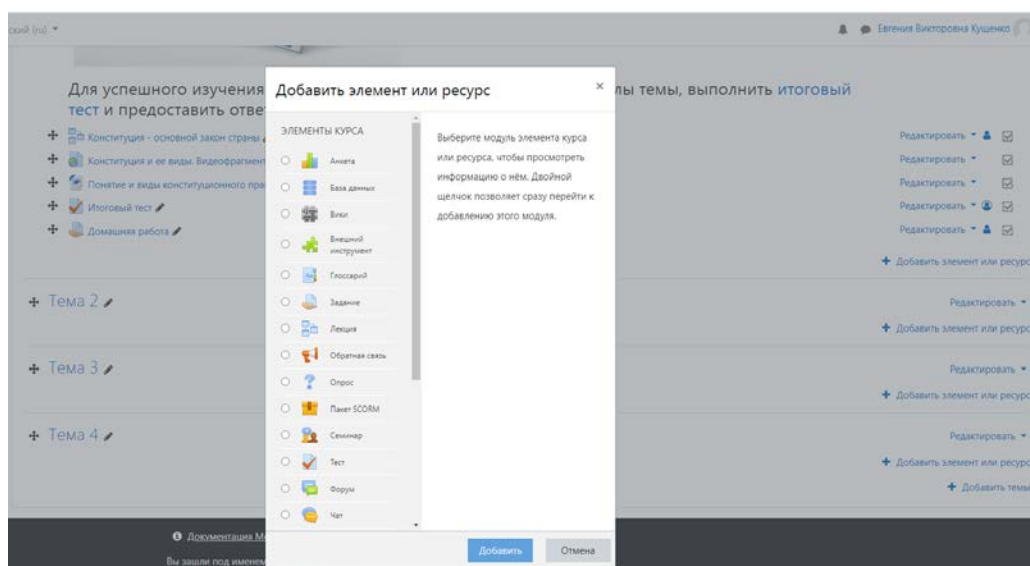 ский (ru)
Евгения Викторовна Кущенко
Для успешного изучения
лы темы, выполнить итоговый
тест и предоставить отве
Добавить элемент или ресурс ×
ЭЛЕМЕНТЫ КУРСА
Анкета
База данных
Вики
Внешний
инструмент
Глоссарий
Задание
Лекция
Обратная связь
Опрос
Пакет SCORM
Семинар
Тест
Форум
Чат
Выберите модуль элемента курса
или ресурса, чтобы просмотреть
информацию о нём. Двойной
щелчок позволяет сразу перейти к
добавлению этого модуля.
Добавить Отмена
Конституция - основной закон страны
Редактировать
Конституция и ее виды. Видеофрагмент
Редактировать
Понятие и виды конституционного пра
Редактировать
Итоговый тест
Редактировать
Домашняя работа
Редактировать
Добавить элемент или ресурс
Тема 2
Редактировать
Добавить элемент или ресурс
Тема 3
Редактировать
Добавить элемент или ресурс
Тема 4
Редактировать
Добавить элемент или ресурс
Добавить темы
Документация M
Вы зашли под именем